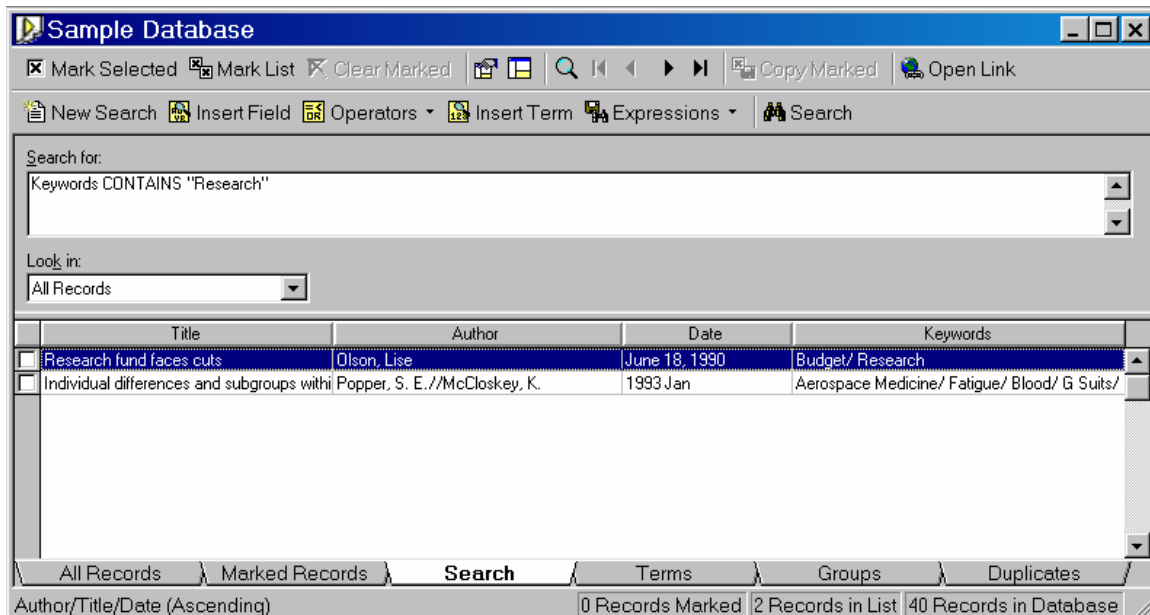 Sample Database
Mark Selected Mark List Clear Marked Copy Marked Open Link
New Search Insert Field Operators Insert Term Expressions Search
Search for:
Keywords CONTAINS "Research"
Look in:
All Records
Title Author Date Keywords
Research fund faces cuts Olson, Lise June 18, 1990 Budget/ Research
Individual differences and subgroups withi Popper, S. E.//McCloskey, K. 1993 Jan Aerospace Medicine/ Fatigue/ Blood/ G Suits/
All Records Marked Records Search Terms Groups Duplicates
Author/Title/Date (Ascending) 0 Records Marked 2 Records in List 40 Records in Database